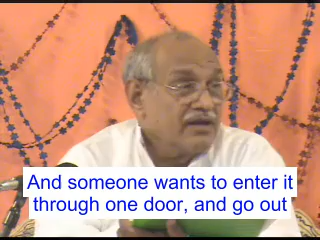 And someone wants to enter it
through one door, and go out